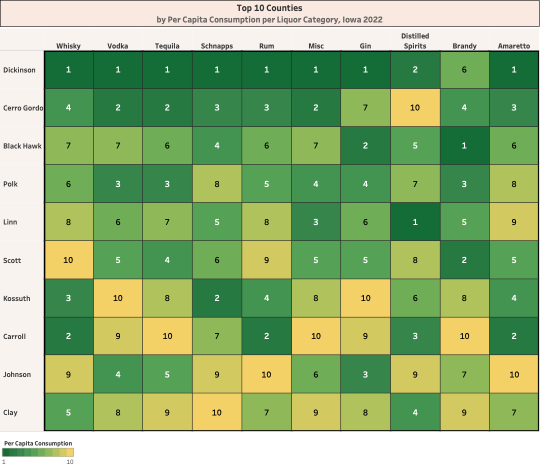 Top 10 Counties
by Per Capita Consumption per Liquor Category, Iowa 2022
Whisky Vodka Tequila Schnapps Rum Misc Gin Distilled Spirits Brandy Amaretto
Dickinson 1 1 1 1 1 1 1 2 6 1
Cerro Gordo 4 2 2 3 3 2 7 10 4 3
Black Hawk 7 7 6 4 6 7 2 5 1 6
Polk 6 3 3 8 5 4 4 7 3 8
Linn 8 6 7 5 8 3 6 1 5 9
Scott 10 5 4 6 9 5 5 8 2 5
Kossuth 3 10 8 2 4 8 10 6 8 4
Carroll 2 9 10 7 2 10 9 3 10 2
Johnson 9 4 5 9 10 6 3 9 7 10
Clay 5 8 9 10 7 9 8 4 9 7
Per Capita Consumption
1 10